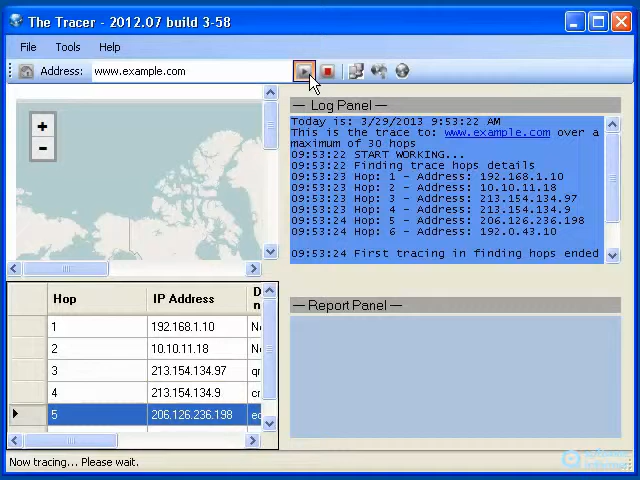 The Tracer - 2012.07 build 3-58
File Tools Help
Address: www.example.com
+
-
Log Panel
Today is: 3/29/2013 9:53:22 AM
This is the trace to: www.example.com over a
maximum of 30 hops
09:53:22 START WORKING...
09:53:22 Finding trace hops details
09:53:22 Hop: 1 - Address: 192.168.1.10
09:53:23 Hop: 2 - Address: 10.10.11.18
09:53:23 Hop: 3 - Address: 213.154.134.97
09:53:23 Hop: 4 - Address: 213.154.134.9
09:53:24 Hop: 5 - Address: 206.126.236.198
09:53:24 Hop: 6 - Address: 192.0.43.10
09:53:24 First tracing in finding hops ended
Hop IP Address
1 192.168.1.10
2 10.10.11.18
3 213.154.134.97
4 213.154.134.9
5 206.126.236.198
Report Panel
Now tracing... Please wait.